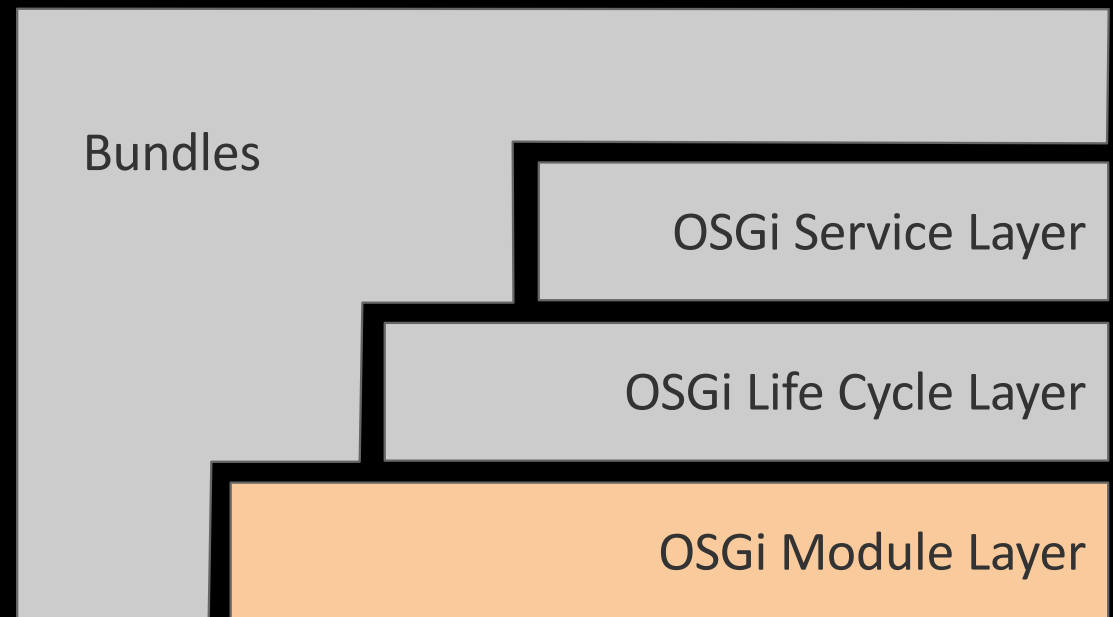 Bundles
OSGi Service Layer
OSGi Life Cycle Layer
OSGi Module Layer